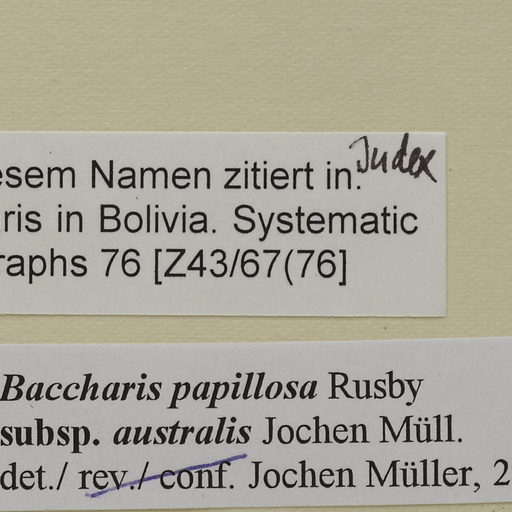 Index
esem Namen zitiert in:
ris in Bolivia. Systematic
raphs 76 [Z43/67(76]
Baccharis papillosa Rusby
subsp. australis Jochen Müll.
det./ rev./ conf. Jochen Müller, 2